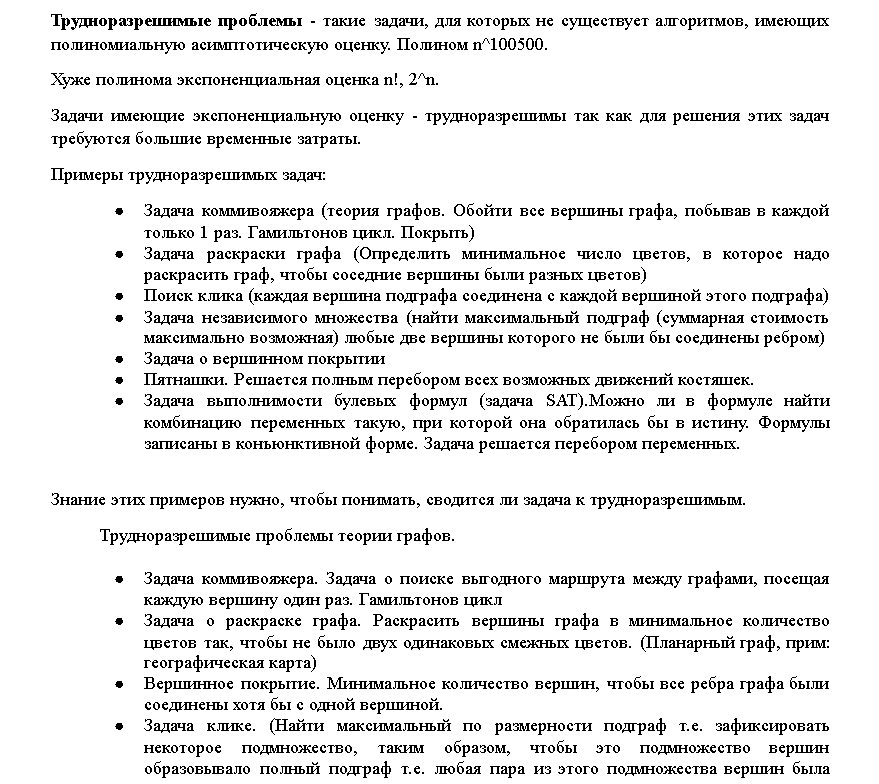 Трудноразрешимые проблемы - такие задачи, для которых не существует алгоритмов, имеющих
полиномиальную асимптотическую оценку. Полином n^100500.
Хуже полинома экспоненциальная оценка n!, 2^n.
Задачи имеющие экспоненциальную оценку - трудноразрешимы так как для решения этих задач
требуются большие временные затраты.
Примеры трудноразрешимых задач:
● Задача коммивояжера (теория графов. Обойти все вершины графа, побывав в каждой
только 1 раз. Гамильтонов цикл. Покрыть)
● Задача раскраски графа (Определить минимальное число цветов, в которое надо
раскрасить граф, чтобы соседние вершины были разных цветов)
● Поиск клика (каждая вершина подграфа соединена с каждой вершиной этого подграфа)
● Задача независимого множества (найти максимальный подграф (суммарная стоимость
максимально возможная) любые две вершины которого не были бы соединены ребром)
● Задача о вершинном покрытии
● Пятнашки. Решается полным перебором всех возможных движений костяшек.
● Задача выполнимости булевых формул (задача SAT).Можно ли в формуле найти
комбинацию переменных такую, при которой она обратилась бы в истину. Формулы
записаны в коньюнктивной форме. Задача решается перебором переменных.
Знание этих примеров нужно, чтобы понимать, сводится ли задача к трудноразрешимым.
Трудноразрешимые проблемы теории графов.
● Задача коммивояжера. Задача о поиске выгодного маршрута между графами, посещая
каждую вершину один раз. Гамильтонов цикл
● Задача о раскраске графа. Раскрасить вершины графа в минимальное количество
цветов так, чтобы не было двух одинаковых смежных цветов. (Планарный граф, прим:
географическая карта)
● Вершинное покрытие. Минимальное количество вершин, чтобы все ребра графа были
соединены хотя бы с одной вершиной.
● Задача клике. (Найти максимальный по размерности подграф т.е. зафиксировать
некоторое подмножество, таким образом, чтобы это подмножество вершин
образовывало полный подграф т.е. любая пара из этого подмножества вершин была